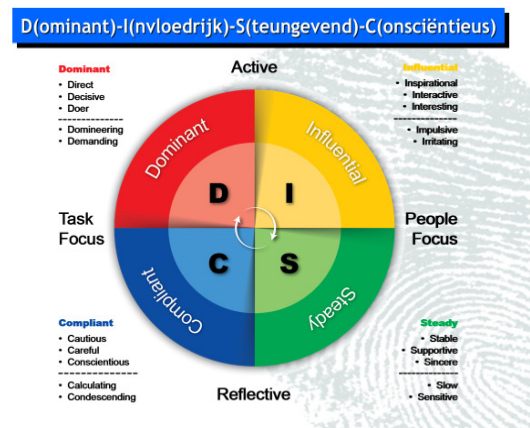 D(ominant)-I(nvloedrijk)-S(teungevend)-C(onsciëntieus)
Active
Dominant
• Direct
• Decisive
• Doer
--------------
• Domineering
• Demanding
Influential
• Inspirational
• Interactive
• Interesting
--------------
• Impulsive
• Irritating
Dominant
Influential
D
I
Task
Focus
People
Focus
C
S
Compliant
Steady
Compliant
• Cautious
• Careful
• Conscientious
-----------------
• Calculating
• Condescending
Steady
• Stable
• Supportive
• Sincere
-------------
• Slow
• Sensitive
Reflective